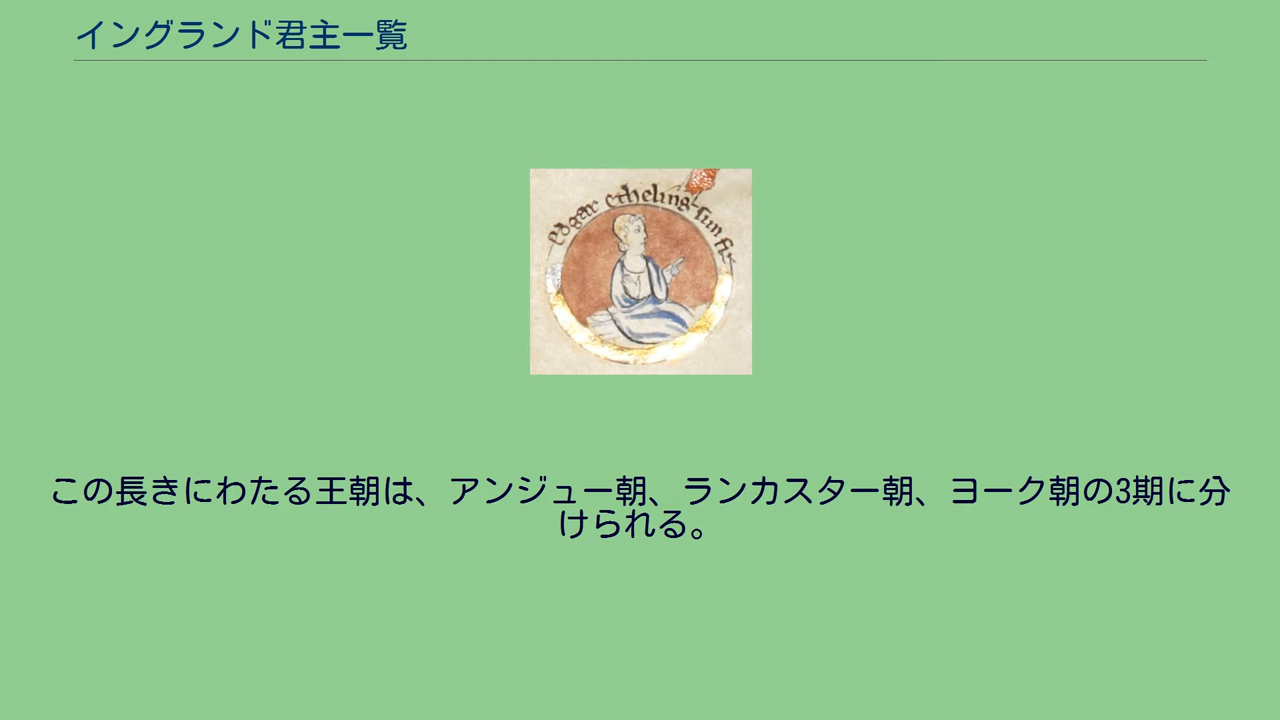 イングランド君主一覧
edgar etheling
この長きにわたる王朝は、アンジュー朝、ランカスター朝、ヨーク朝の3期に分
けられる。